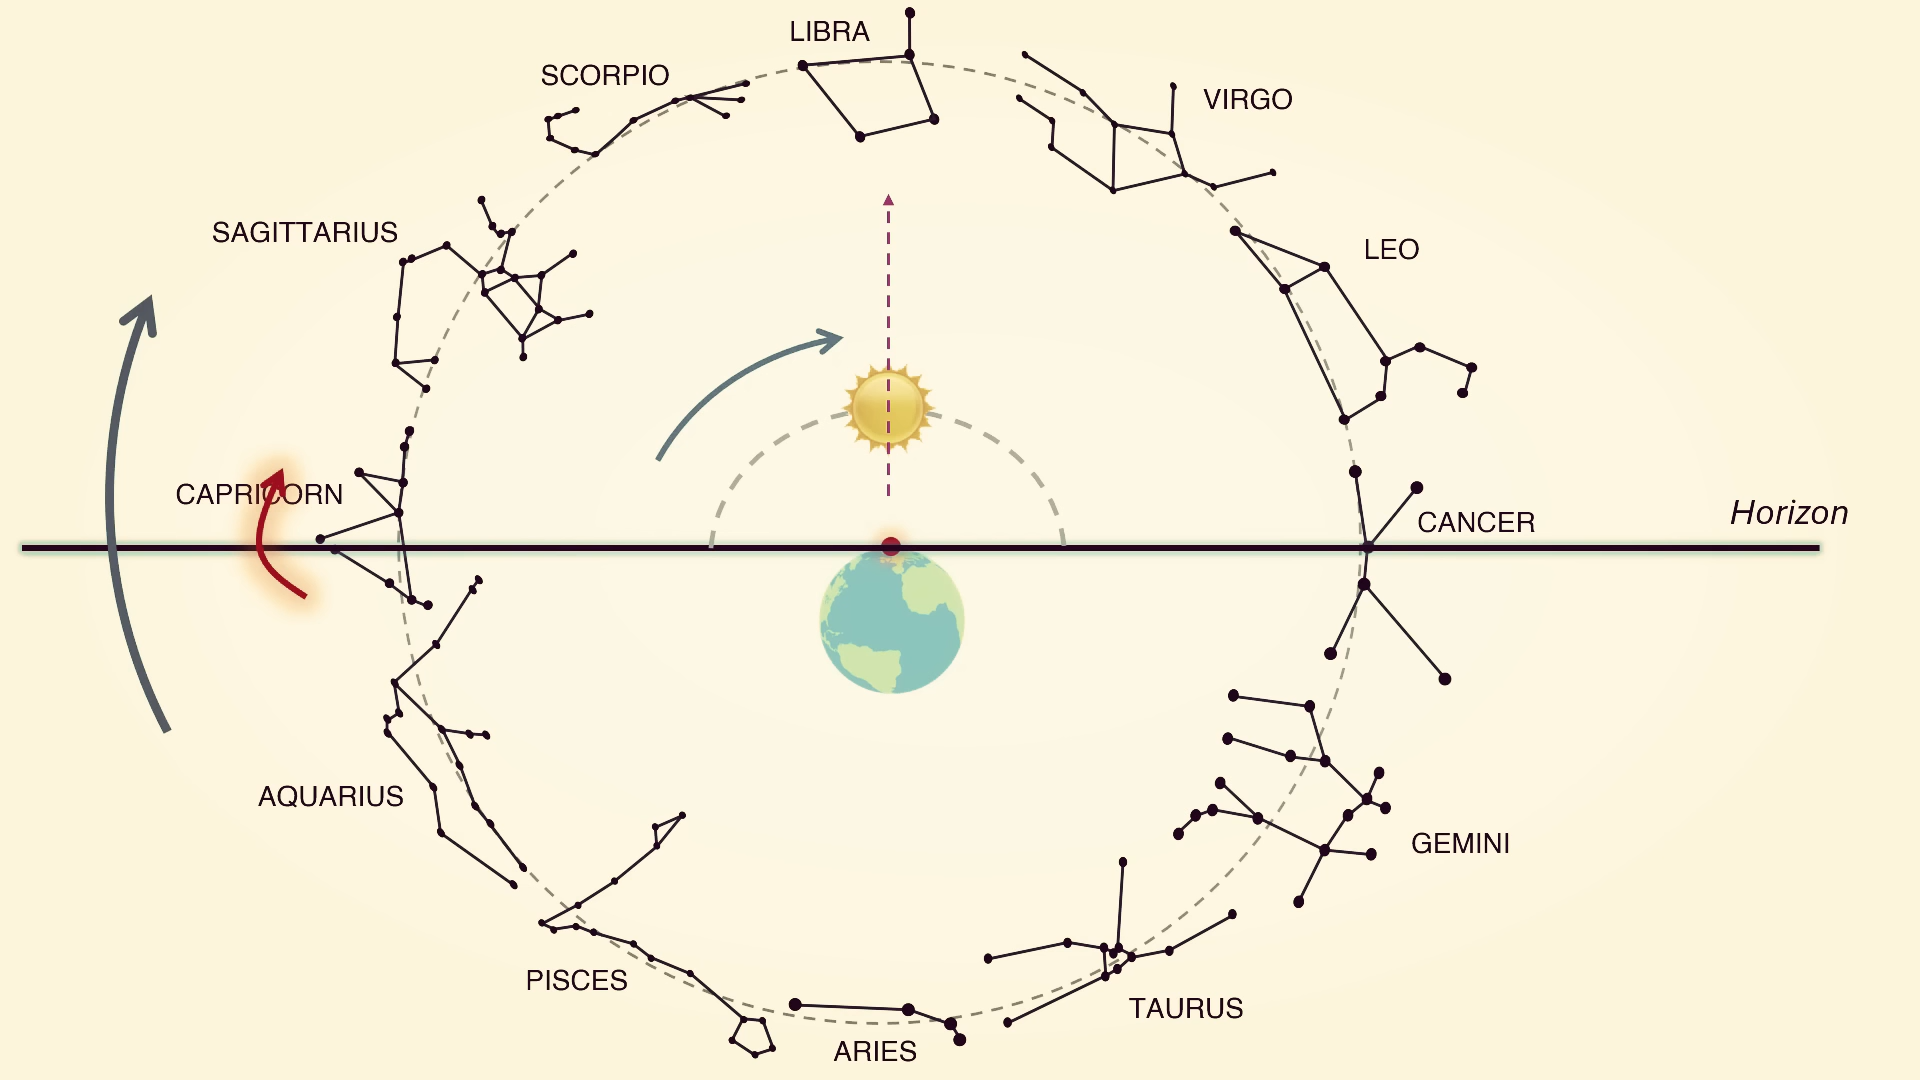 LIBRA
SCORPIO
VIRGO
SAGITTARIUS
LEO
CAPRICORN
Horizon
CANCER
AQUARIUS
GEMINI
PISCES
TAURUS
ARIES